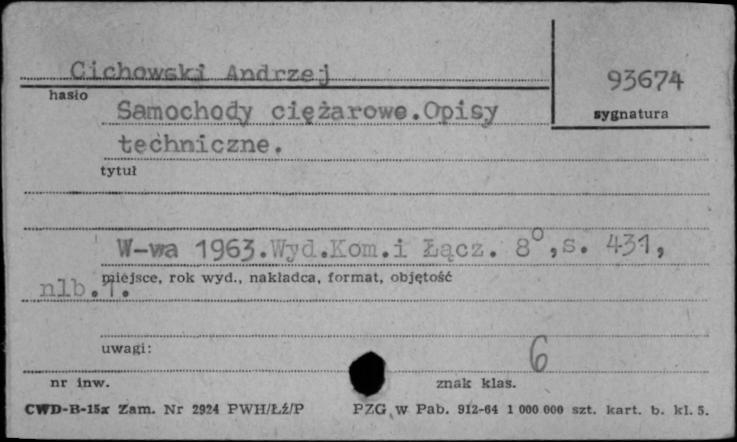 Cichowski Andrzej
93674
hasło
sygnatura
Samochody ciężarowe.Opisy
techniczne.
tytuł
W-wa 1963.Wyd.Kom.i Łącz. 8°,s. 431,
miejsce, rok wyd., nakładca, format, objętość
nlb.1.
uwagi:
6
nr inw.
znak klas.
CWD-B-15x Zam. Nr 2924 PWH/Łź/P PZG W Pab. 912-64 1 000 000 szt. kart. b. kl. 5.